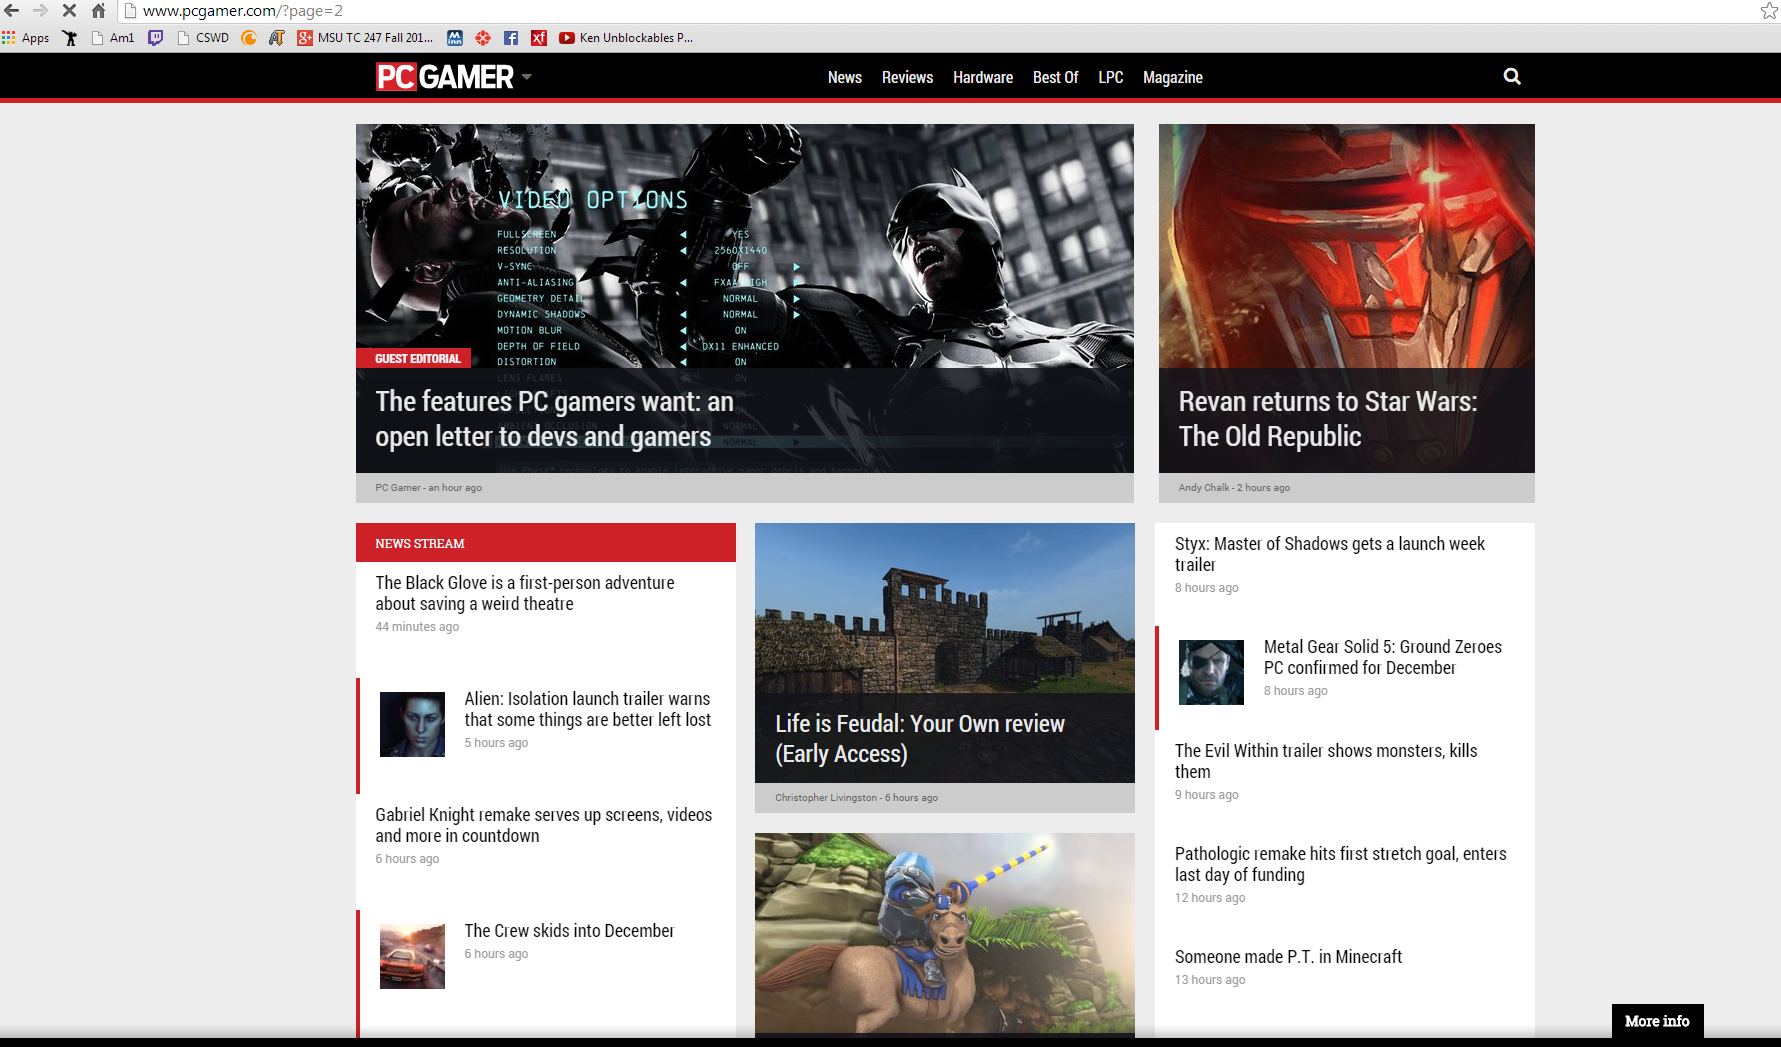 www.pcgamer.com/?page=2
Apps
Am1
CSWD
MSU TC 247 Fall 201...
Ken Unblockables P...
PC GAMER
News
Reviews
Hardware
Best Of
LPC
Magazine
VIDEO OPTIONS
FULLSCREEN YES
RESOLUTION 2560X1440
V-SYNC OFF
ANTI-ALIASING FXAA HIGH
GEOMETRY DETAIL NORMAL
DYNAMIC SHADOWS NORMAL
MOTION BLUR ON
DEPTH OF FIELD DX11 ENHANCED
DISTORTION ON
LENS FLARES ON
AMBIENT OCCLUSION
NORMAL
GUEST EDITORIAL
The features PC gamers want: an
open letter to devs and gamers
PC Gamer - an hour ago
Revan returns to Star Wars:
The Old Republic
Andy Chalk - 2 hours ago
NEWS STREAM
The Black Glove is a first-person adventure
about saving a weird theatre
44 minutes ago
Alien: Isolation launch trailer warns
that some things are better left lost
5 hours ago
Gabriel Knight remake serves up screens, videos
and more in countdown
6 hours ago
The Crew skids into December
6 hours ago
Life is Feudal: Your Own review
(Early Access)
Christopher Livingston - 6 hours ago
Styx: Master of Shadows gets a launch week
trailer
8 hours ago
Metal Gear Solid 5: Ground Zeroes
PC confirmed for December
8 hours ago
The Evil Within trailer shows monsters, kills
them
9 hours ago
Pathologic remake hits first stretch goal, enters
last day of funding
12 hours ago
Someone made P.T. in Minecraft
13 hours ago
More info